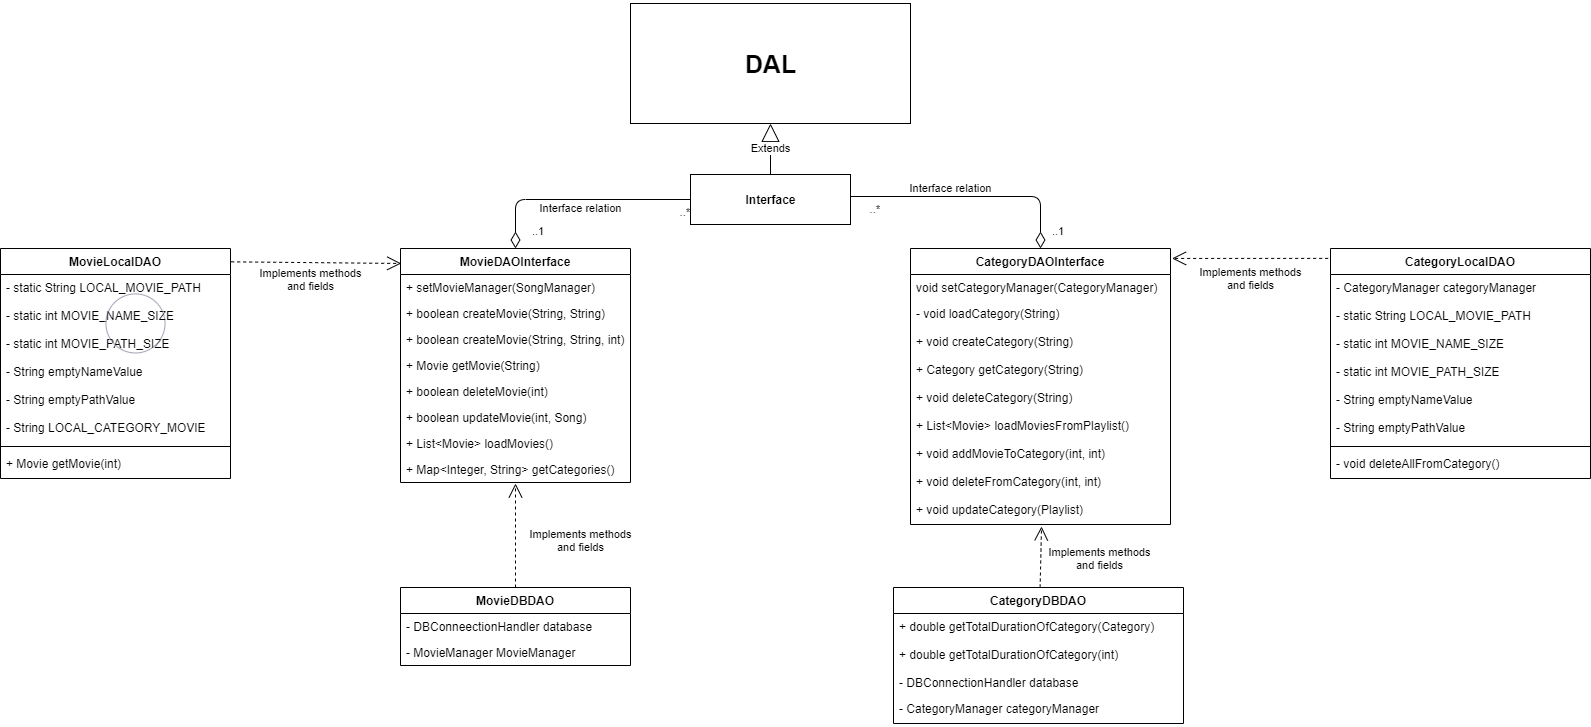 DAL
Extends
Interface
Interface relation
..*
..1
Interface relation
..*
..1
MovieLocalDAO
- static String LOCAL_MOVIE_PATH
- static int MOVIE_NAME_SIZE
- static int MOVIE_PATH_SIZE
- String emptyNameValue
- String emptyPathValue
- String LOCAL_CATEGORY_MOVIE
+ Movie getMovie(int)
Implements methods
and fields
MovieDAOInterface
+ setMovieManager(SongManager)
+ boolean createMovie(String, String)
+ boolean createMovie(String, String, int)
+ Movie getMovie(String)
+ boolean deleteMovie(int)
+ boolean updateMovie(int, Song)
+ List<Movie> loadMovies()
+ Map<Integer, String> getCategories()
Implements methods
and fields
MovieDBDAO
- DBConneectionHandler database
- MovieManager MovieManager
CategoryDAOInterface
void setCategoryManager(CategoryManager)
- void loadCategory(String)
+ void createCategory(String)
+ Category getCategory(String)
+ void deleteCategory(String)
+ List<Movie> loadMoviesFromPlaylist()
+ void addMovieToCategory(int, int)
+ void deleteFromCategory(int, int)
+ void updateCategory(Playlist)
Implements methods
and fields
CategoryLocalDAO
- CategoryManager categoryManager
- static String LOCAL_MOVIE_PATH
- static int MOVIE_NAME_SIZE
- static int MOVIE_PATH_SIZE
- String emptyNameValue
- String emptyPathValue
- void deleteAllFromCategory()
Implements methods
and fields
CategoryDBDAO
+ double getTotalDurationOfCategory(Category)
+ double getTotalDurationOfCategory(int)
- DBConnectionHandler database
- CategoryManager categoryManager